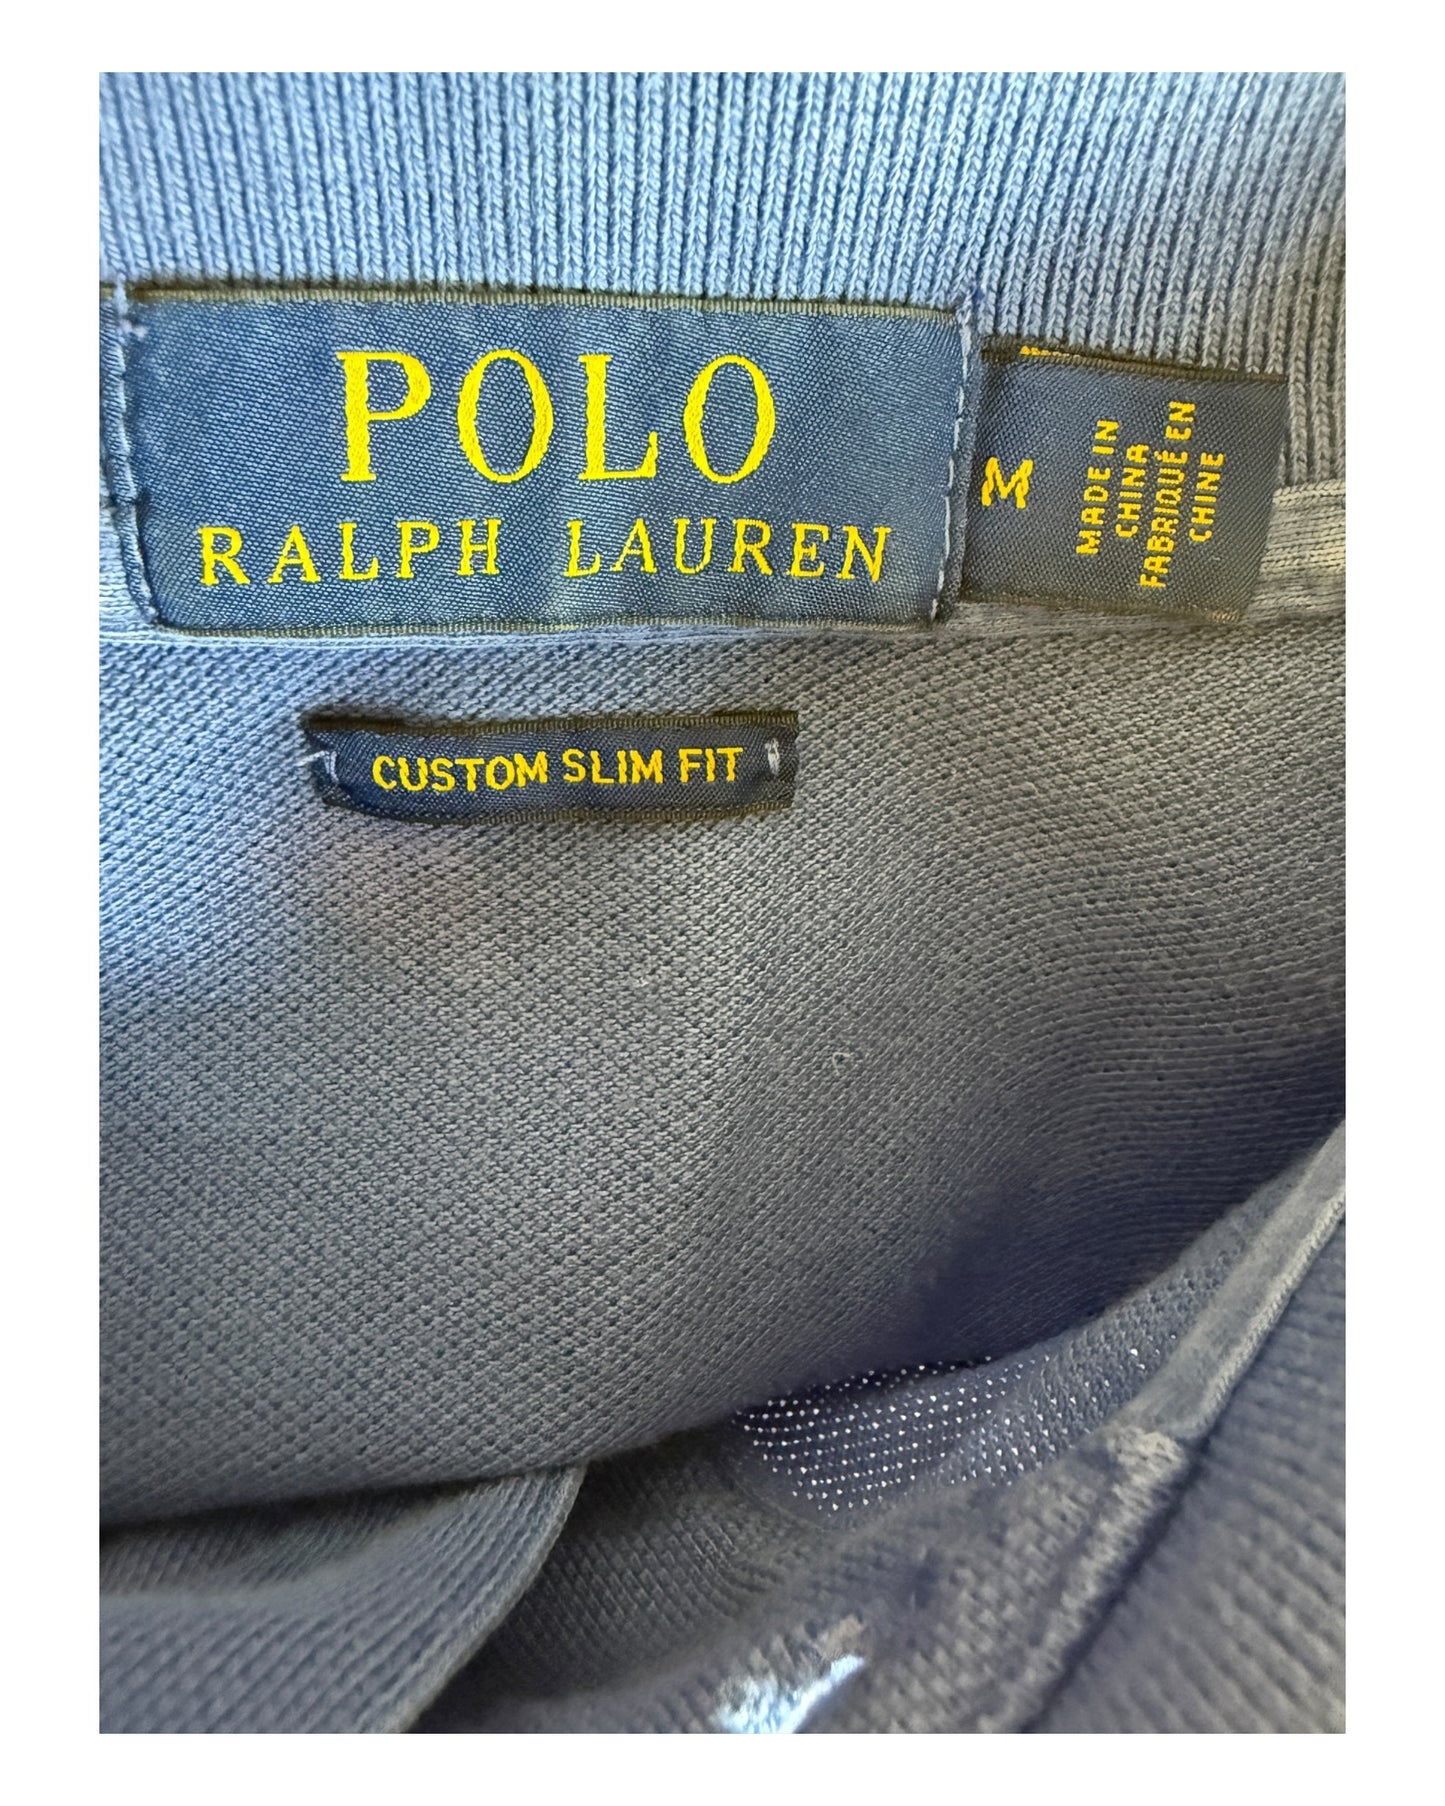 POLO
RALPH LAUREN
M
MADE IN
CHINA
FABRIQUÉ EN
CHINE
CUSTOM SLIM FIT